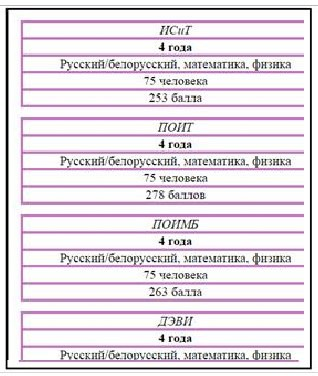 ИСиТ
4 года
Русский/белорусский, математика, физика
75 человека
253 балла
ПОИТ
4 года
Русский/белорусский, математика, физика
75 человека
278 баллов
ПОИМБ
4 года
Русский/белорусский, математика, физика
75 человека
263 балла
ДЭВИ
4 года
Русский/белорусский, математика, физика